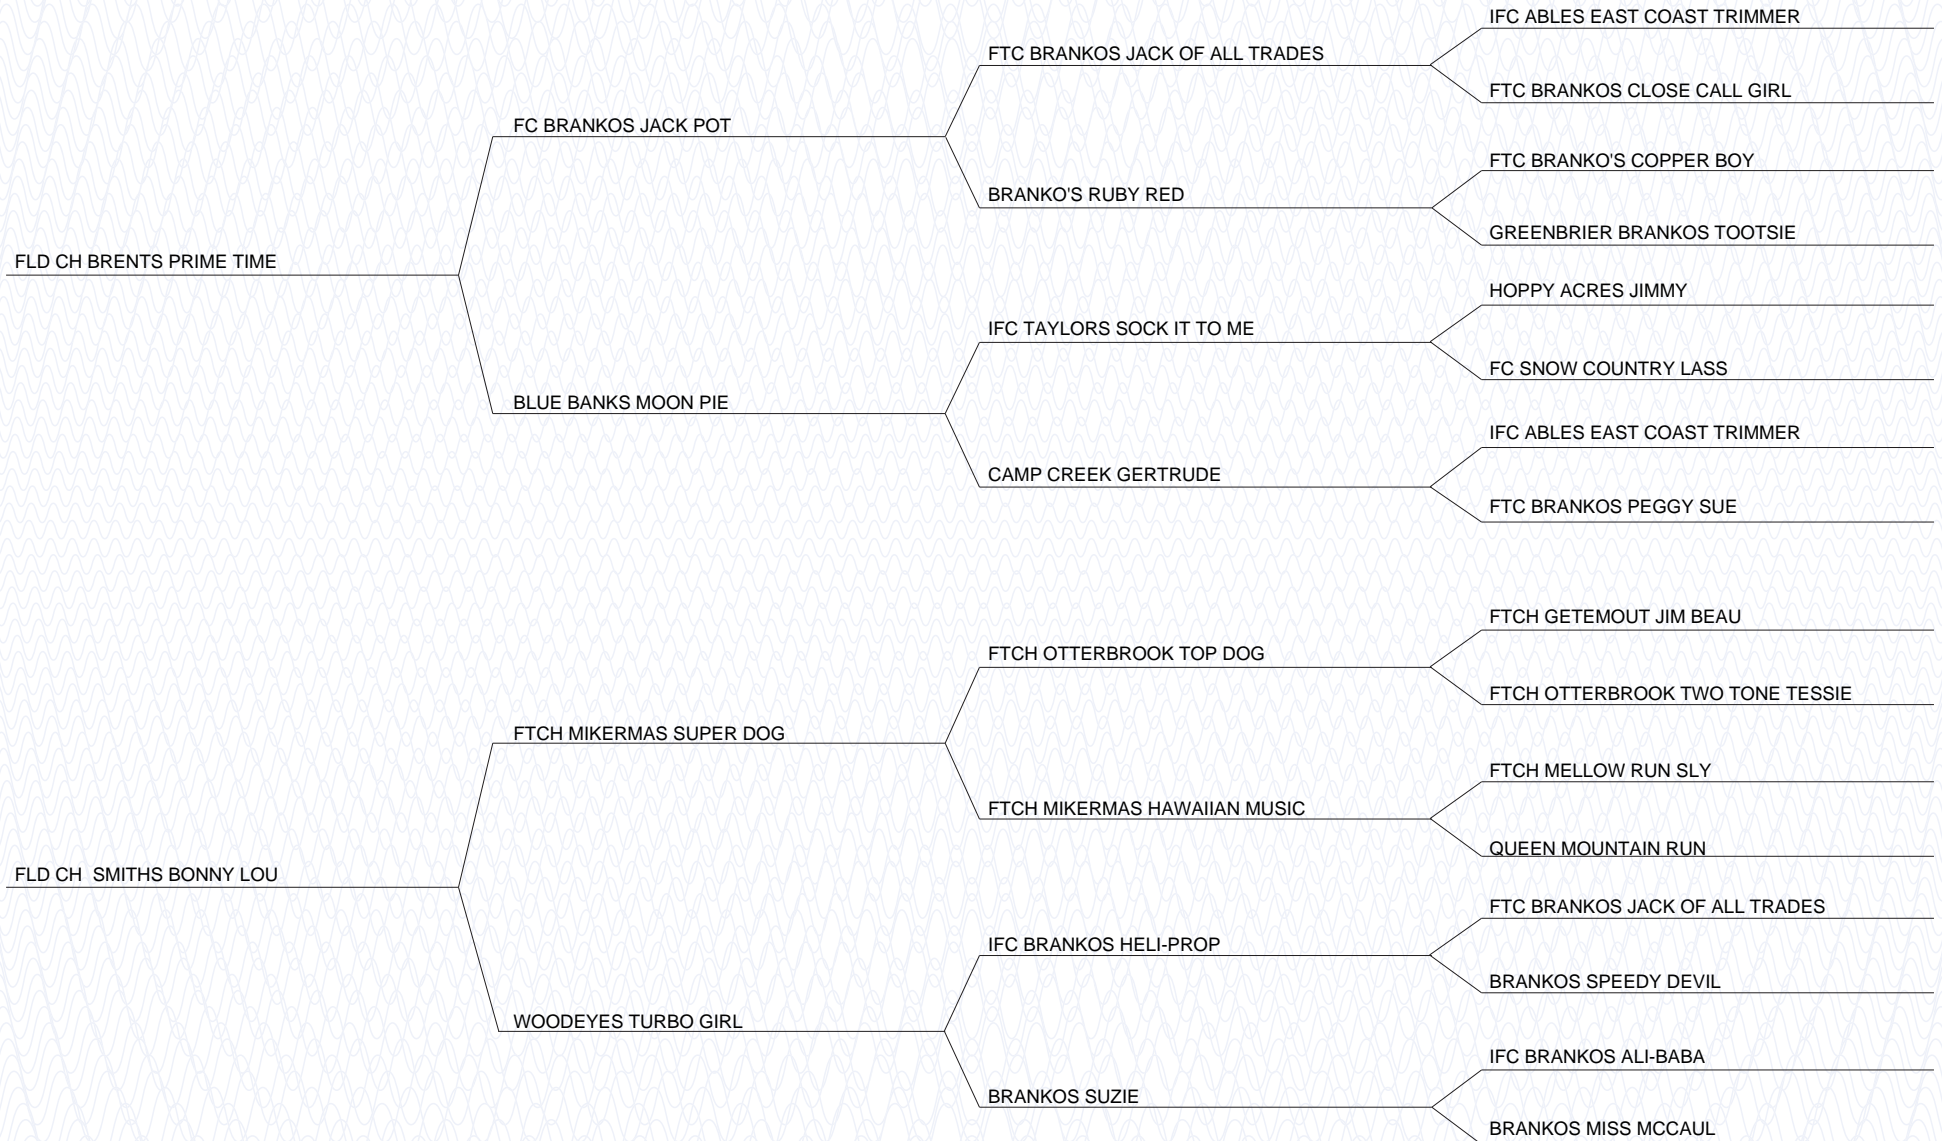 IFC ABLES EAST COAST TRIMMER
FTC BRANKOS JACK OF ALL TRADES
FTC BRANKOS CLOSE CALL GIRL
FC BRANKOS JACK POT
FTC BRANKO'S COPPER BOY
BRANKO'S RUBY RED
GREENBRIER BRANKOS TOOTSIE
FLD CH BRENTS PRIME TIME
HOPPY ACRES JIMMY
IFC TAYLORS SOCK IT TO ME
FC SNOW COUNTRY LASS
BLUE BANKS MOON PIE
IFC ABLES EAST COAST TRIMMER
CAMP CREEK GERTRUDE
FTC BRANKOS PEGGY SUE
FTCH GETEMOUT JIM BEAU
FTCH OTTERBROOK TOP DOG
FTCH OTTERBROOK TWO TONE TESSIE
FTCH MIKERMAS SUPER DOG
FTCH MELLOW RUN SLY
FTCH MIKERMAS HAWAIIAN MUSIC
QUEEN MOUNTAIN RUN
FLD CH  SMITHS BONNY LOU
FTC BRANKOS JACK OF ALL TRADES
IFC BRANKOS HELI-PROP
BRANKOS SPEEDY DEVIL
WOODEYES TURBO GIRL
IFC BRANKOS ALI-BABA
BRANKOS SUZIE
BRANKOS MISS MCCAUL